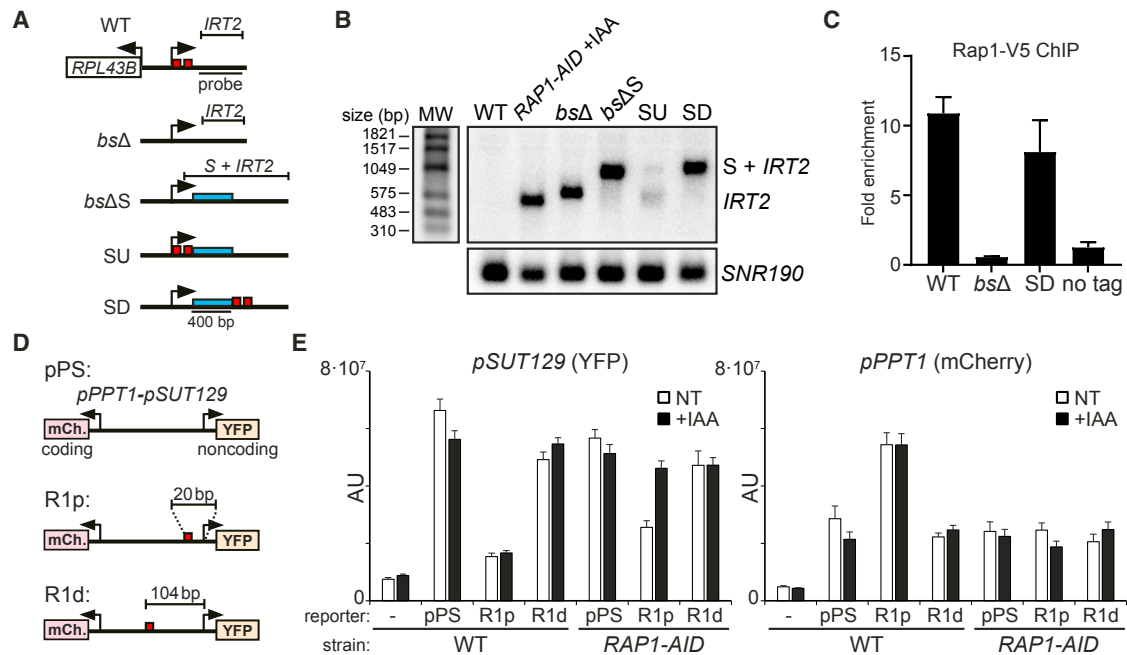 A
WT
IRT2
RPL43B
probe
bsΔ
IRT2
S + IRT2
bsΔS
SU
SD
400 bp
B
size (bp)
MW
WT
RAP1-AID +IAA
bsΔ
bsΔS
SU
SD
1821
1517
1049
575
483
310
S + IRT2
IRT2
SNR190
C
Rap1-V5 ChIP
Fold enrichment
15
10
5
0
WT
bsΔ
SD
no tag
D
pPS:
pPPT1-pSUT129
mCh.
YFP
coding
noncoding
R1p:
20 bp
mCh.
YFP
R1d:
104 bp
mCh.
YFP
E
pSUT129 (YFP)
8·10⁷
AU
0
NT
+IAA
reporter:
- pPS R1p R1d pPS R1p R1d
strain:
WT
RAP1-AID
pPPT1 (mCherry)
8·10⁷
AU
0
NT
+IAA
- pPS R1p R1d pPS R1p R1d
WT
RAP1-AID